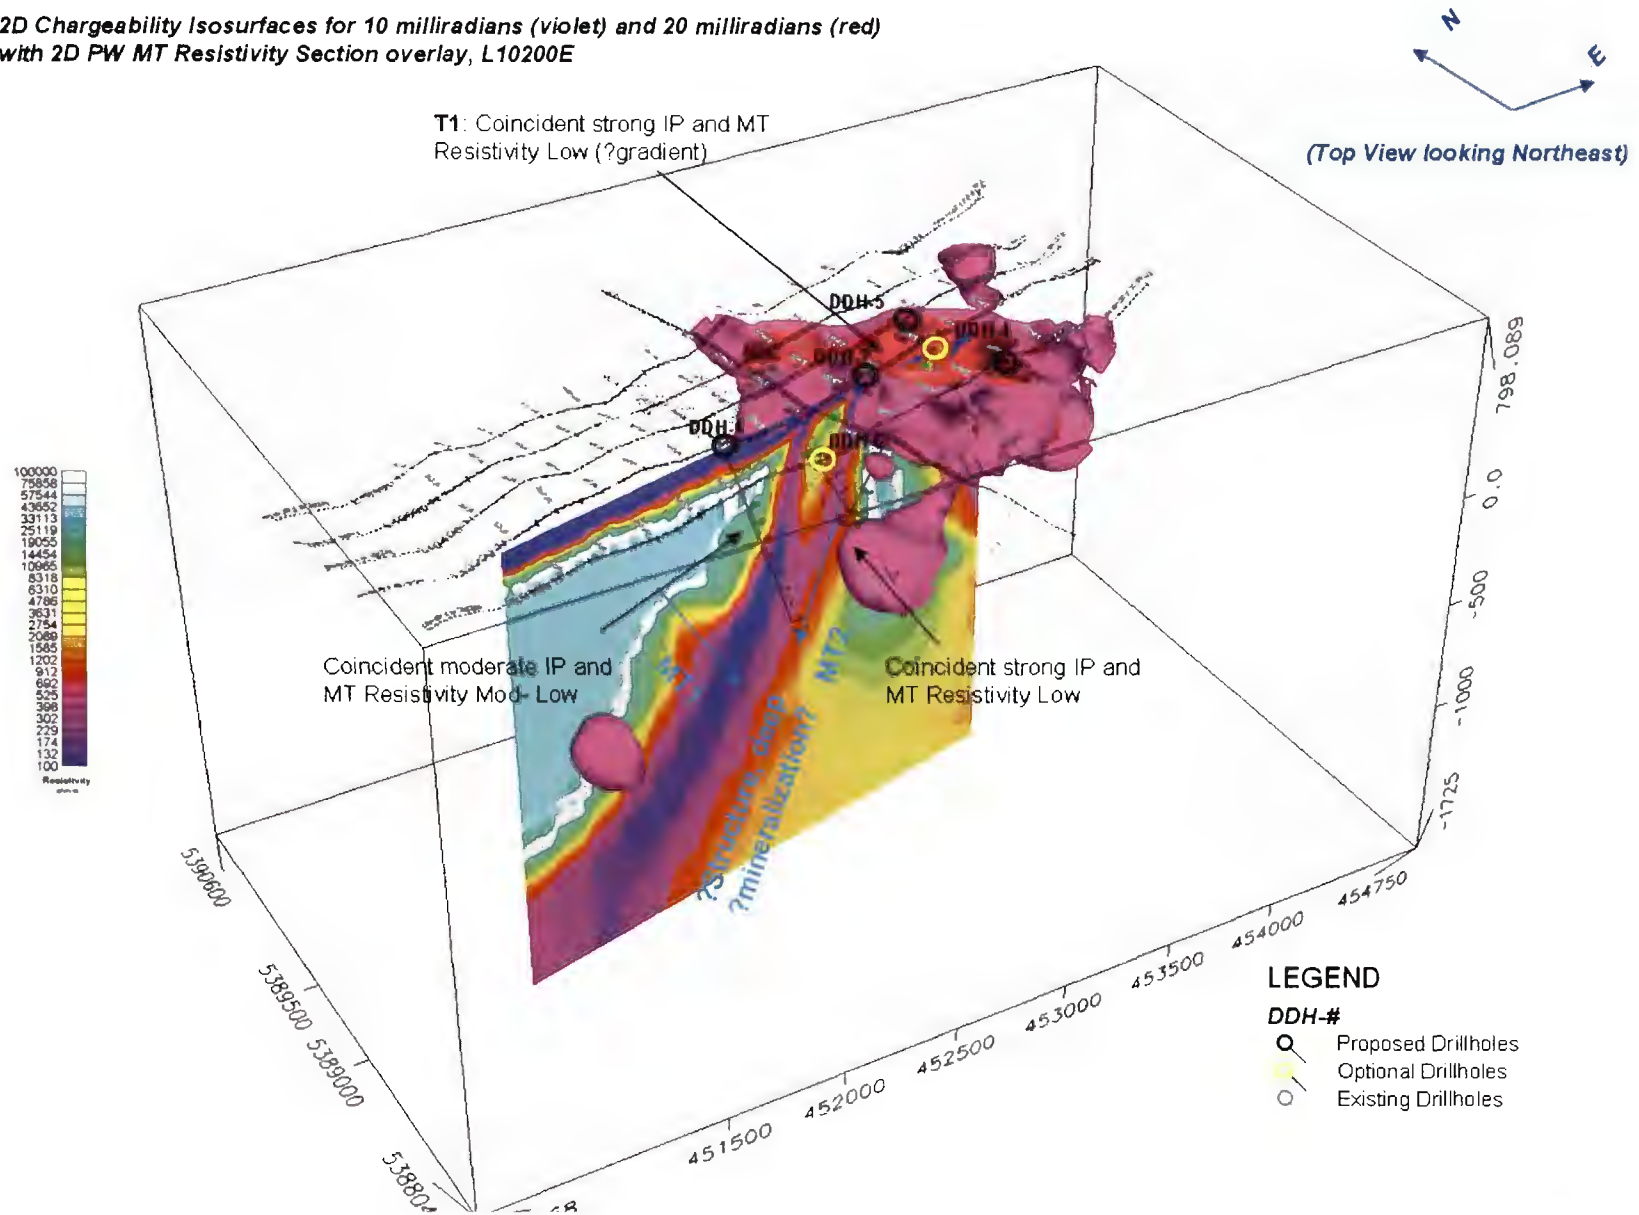 2D Chargeability Isosurfaces for 10 milliradians (violet) and 20 milliradians (red)
with 2D PW MT Resistivity Section overlay, L10200E
N
E
(Top View looking Northeast)
T1: Coincident strong IP and MT
Resistivity Low (?gradient)
DDH-5
DDH-1
DDH-
DDH-
DDH-
798.089
0.0
-500
-1000
-1725
100000
75858
57544
43652
33113
25119
19055
14454
10965
8318
6310
4786
3631
2754
2089
1585
1202
912
692
525
398
302
229
174
132
100
Resistivity
Coincident moderate IP and
MT Resistivity Mod- Low
Coincident strong IP and
MT Resistivity Low
MT2
?Structure, deep
?mineralization?
5390600
5389500
5389000
538804
451500
452000
452500
453000
453500
454000
454750
LEGEND
DDH-#
Proposed Drillholes
Optional Drillholes
Existing Drillholes